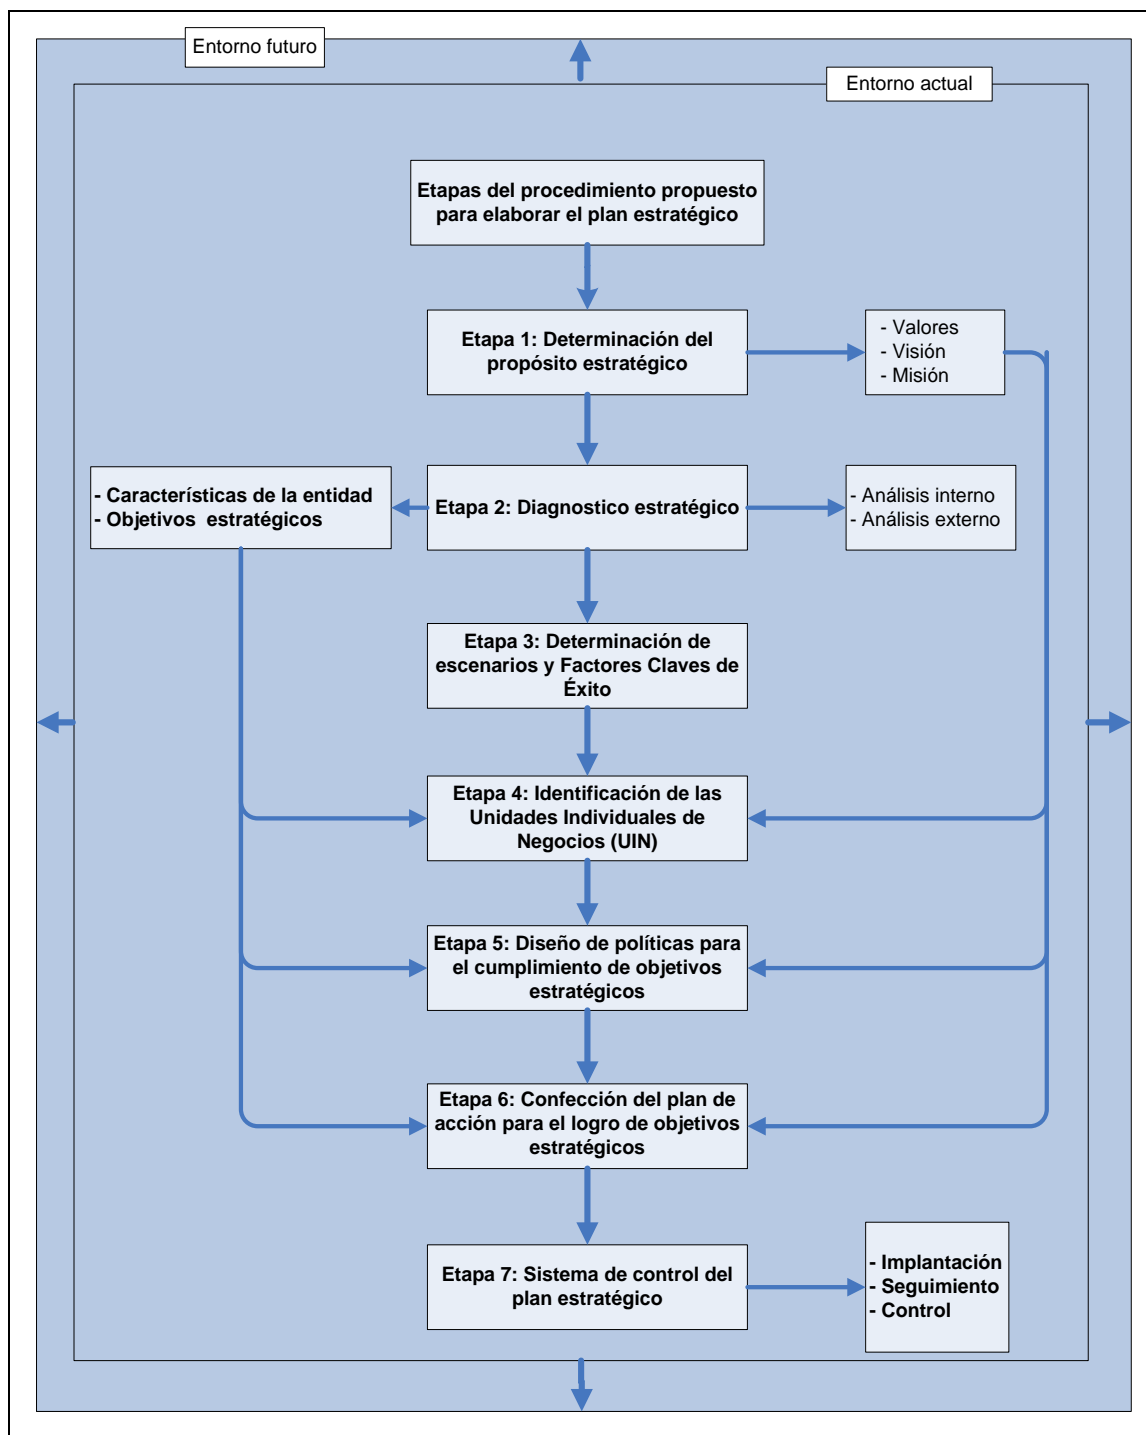 Entorno futuro
Entorno actual
Etapas del procedimiento propuesto
para elaborar el plan estratégico
Etapa 1: Determinación del
propósito estratégico
- Valores
- Visión
- Misión
- Características de la entidad
- Objetivos  estratégicos
Etapa 2: Diagnostico estratégico
- Análisis interno
- Análisis externo
Etapa 3: Determinación de
escenarios y Factores Claves de
Éxito
Etapa 4: Identificación de las
Unidades Individuales de
Negocios (UIN)
Etapa 5: Diseño de políticas para
el cumplimiento de objetivos
estratégicos
Etapa 6: Confección del plan de
acción para el logro de objetivos
estratégicos
Etapa 7: Sistema de control del
plan estratégico
- Implantación
- Seguimiento
- Control